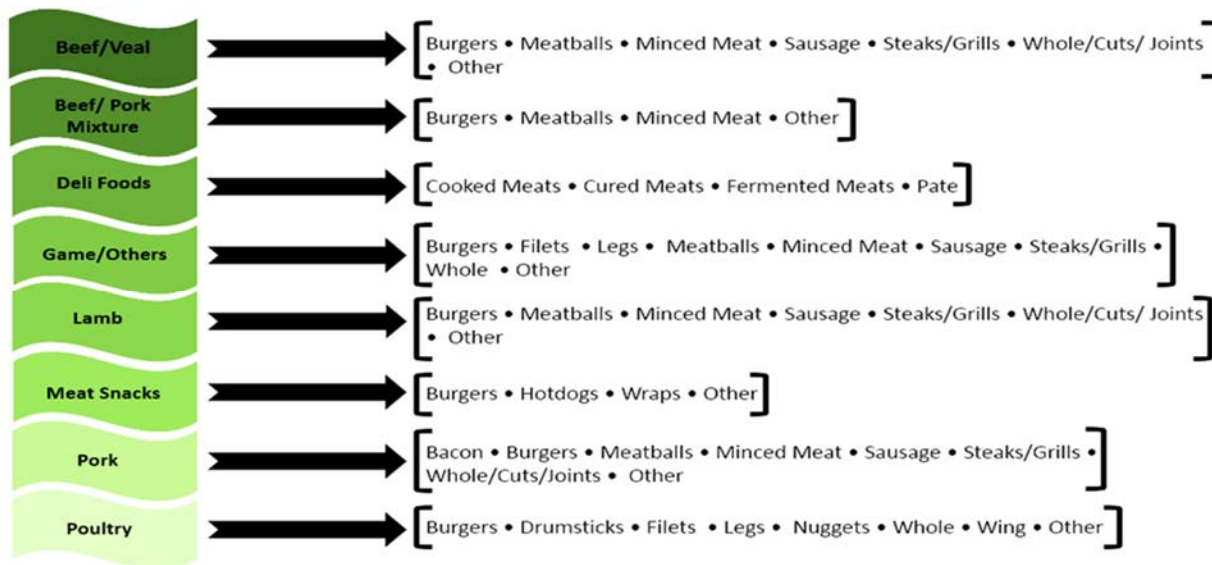 Beef/Veal
Burgers • Meatballs • Minced Meat • Sausage • Steaks/Grills • Whole/Cuts/ Joints
• Other
Beef/ Pork
Mixture
Burgers • Meatballs • Minced Meat • Other
Deli Foods
Cooked Meats • Cured Meats • Fermented Meats • Pate
Game/Others
Burgers • Filets • Legs • Meatballs • Minced Meat • Sausage • Steaks/Grills •
Whole • Other
Lamb
Burgers • Meatballs • Minced Meat • Sausage • Steaks/Grills • Whole/Cuts/ Joints
• Other
Meat Snacks
Burgers • Hotdogs • Wraps • Other
Pork
Bacon • Burgers • Meatballs • Minced Meat • Sausage • Steaks/Grills •
Whole/Cuts/Joints • Other
Poultry
Burgers • Drumsticks • Filets • Legs • Nuggets • Whole • Wing • Other